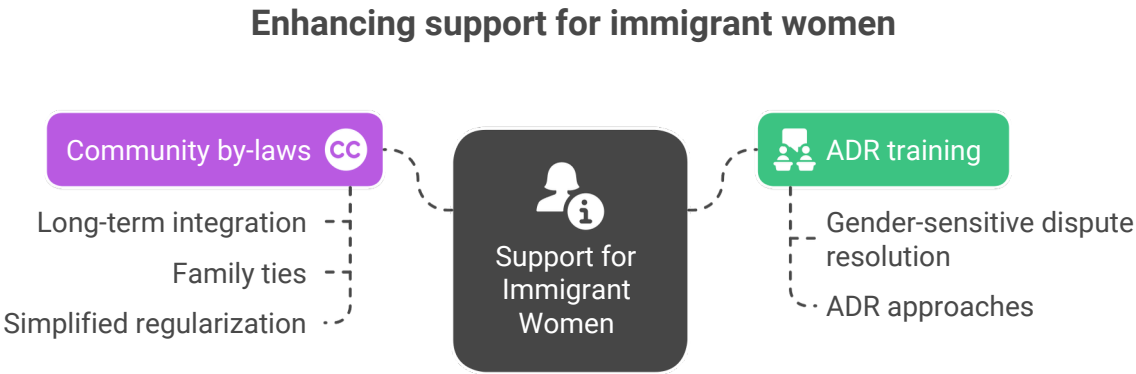 Enhancing support for immigrant women
Community by-laws
CC
Long-term integration
Family ties
Simplified regularization
Support for
Immigrant
Women
ADR training
Gender-sensitive dispute
resolution
ADR approaches